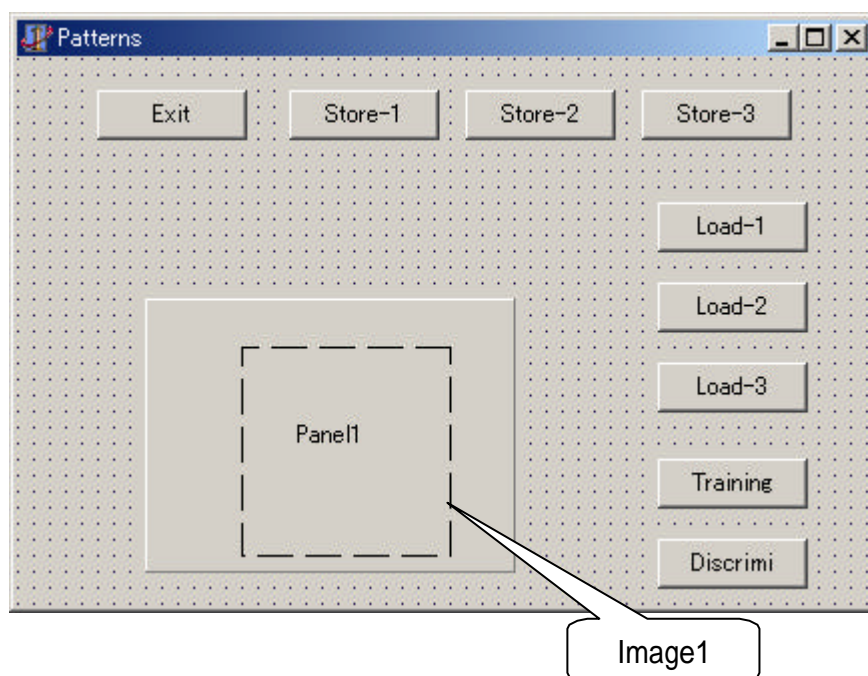 Patterns
Exit
Store-1
Store-2
Store-3
Load-1
Load-2
Load-3
Panel1
Training
Discrimi
Image1